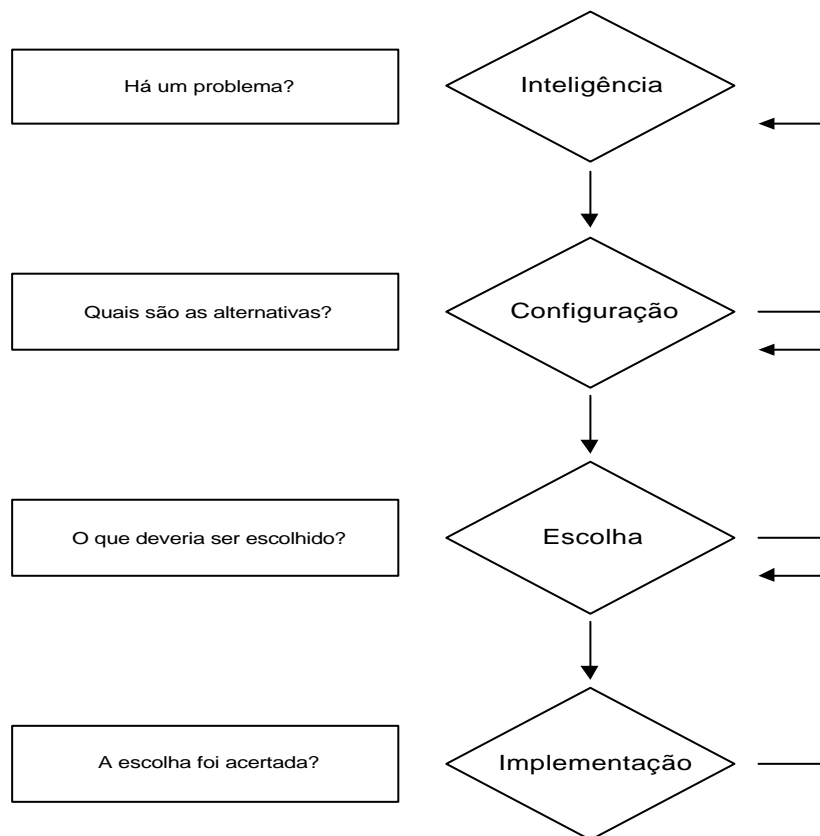 Há um problema?
Inteligência
Quais são as alternativas?
Configuração
O que deveria ser escolhido?
Escolha
A escolha foi acertada?
Implementação